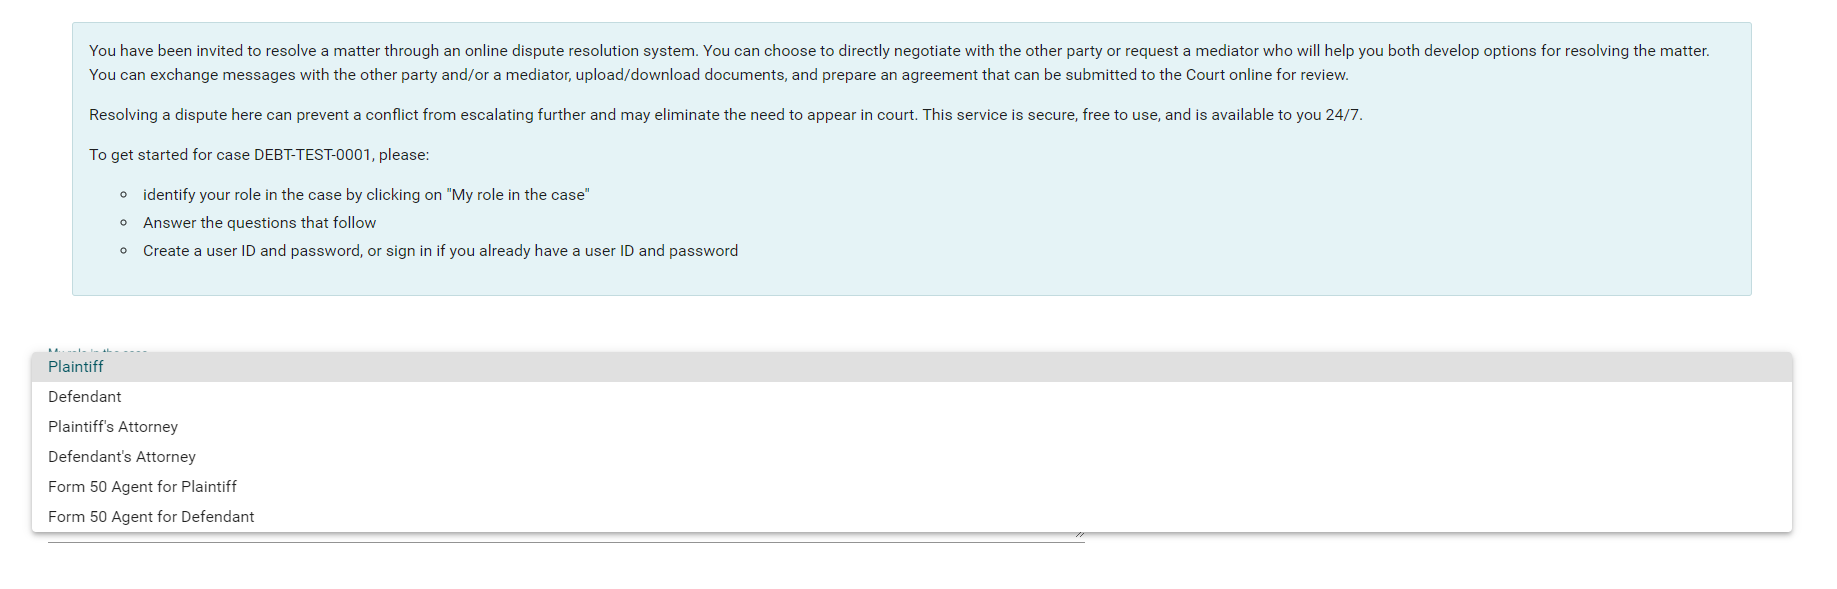 You have been invited to resolve a matter through an online dispute resolution system. You can choose to directly negotiate with the other party or request a mediator who will help you both develop options for resolving the matter.
You can exchange messages with the other party and/or a mediator, upload/download documents, and prepare an agreement that can be submitted to the Court online for review.
Resolving a dispute here can prevent a conflict from escalating further and may eliminate the need to appear in court. This service is secure, free to use, and is available to you 24/7.
To get started for case DEBT-TEST-0001, please:
identify your role in the case by clicking on "My role in the case"
Answer the questions that follow
Create a user ID and password, or sign in if you already have a user ID and password
Plaintiff
Defendant
Plaintiff's Attorney
Defendant's Attorney
Form 50 Agent for Plaintiff
Form 50 Agent for Defendant